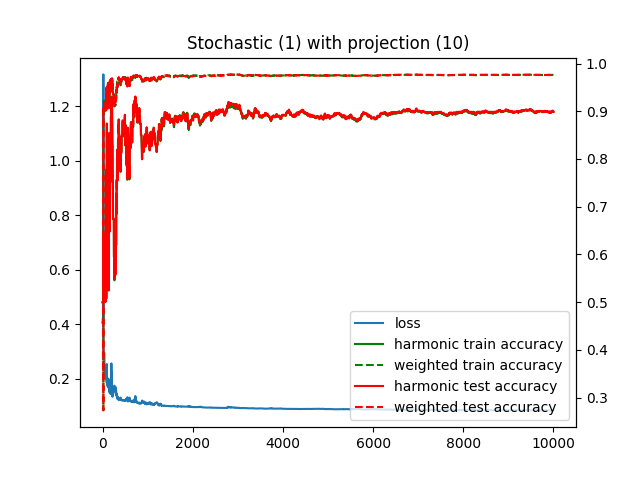 Stochastic (1) with projection (10)
1.2
1.0
0.8
0.6
0.4
0.2
1.0
0.9
0.8
0.7
0.6
0.5
0.4
0.3
loss
harmonic train accuracy
weighted train accuracy
harmonic test accuracy
weighted test accuracy
0 2000 4000 6000 8000 10000